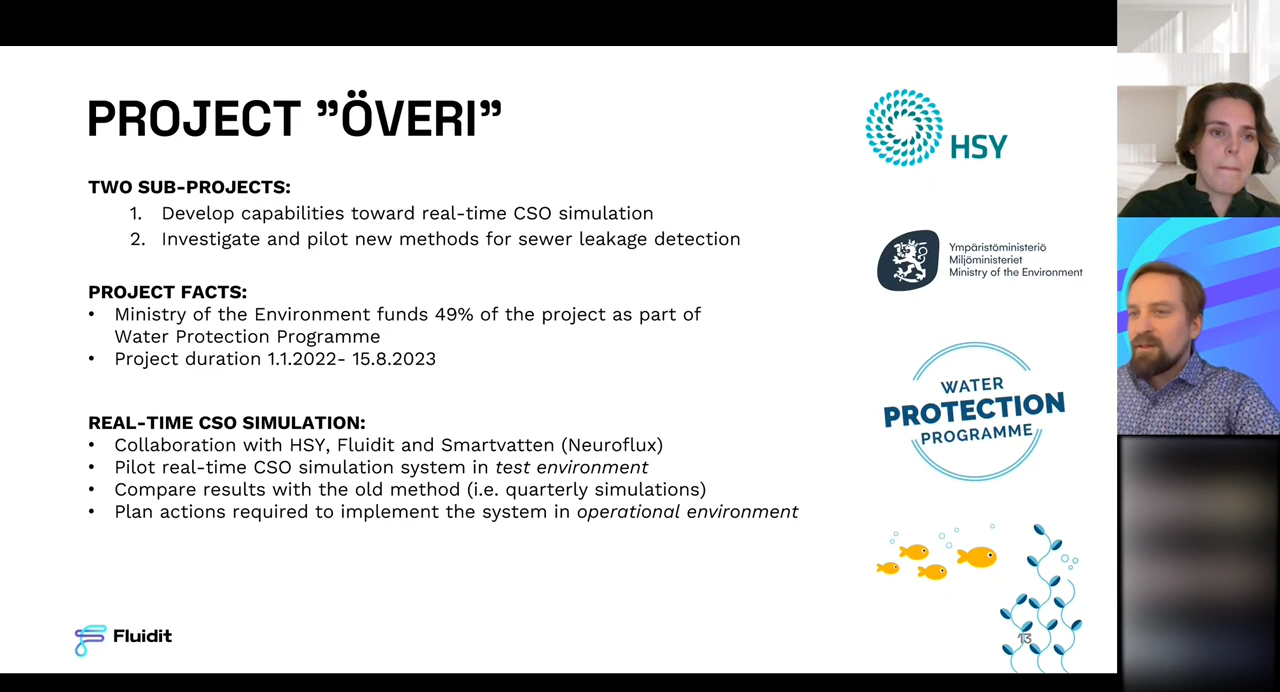 PROJECT ”ÖVERI”
HSY
TWO SUB-PROJECTS:
1. Develop capabilities toward real-time CSO simulation
2. Investigate and pilot new methods for sewer leakage detection
Ympäristöministeriö
Miljöministeriet
Ministry of the Environment
PROJECT FACTS:
• Ministry of the Environment funds 49% of the project as part of
Water Protection Programme
• Project duration 1.1.2022- 15.8.2023
WATER
PROTECTION
PROGRAMME
REAL-TIME CSO SIMULATION:
• Collaboration with HSY, Fluidit and Smartvatten (Neuroflux)
• Pilot real-time CSO simulation system in test environment
• Compare results with the old method (i.e. quarterly simulations)
• Plan actions required to implement the system in operational environment
Fluidit
13